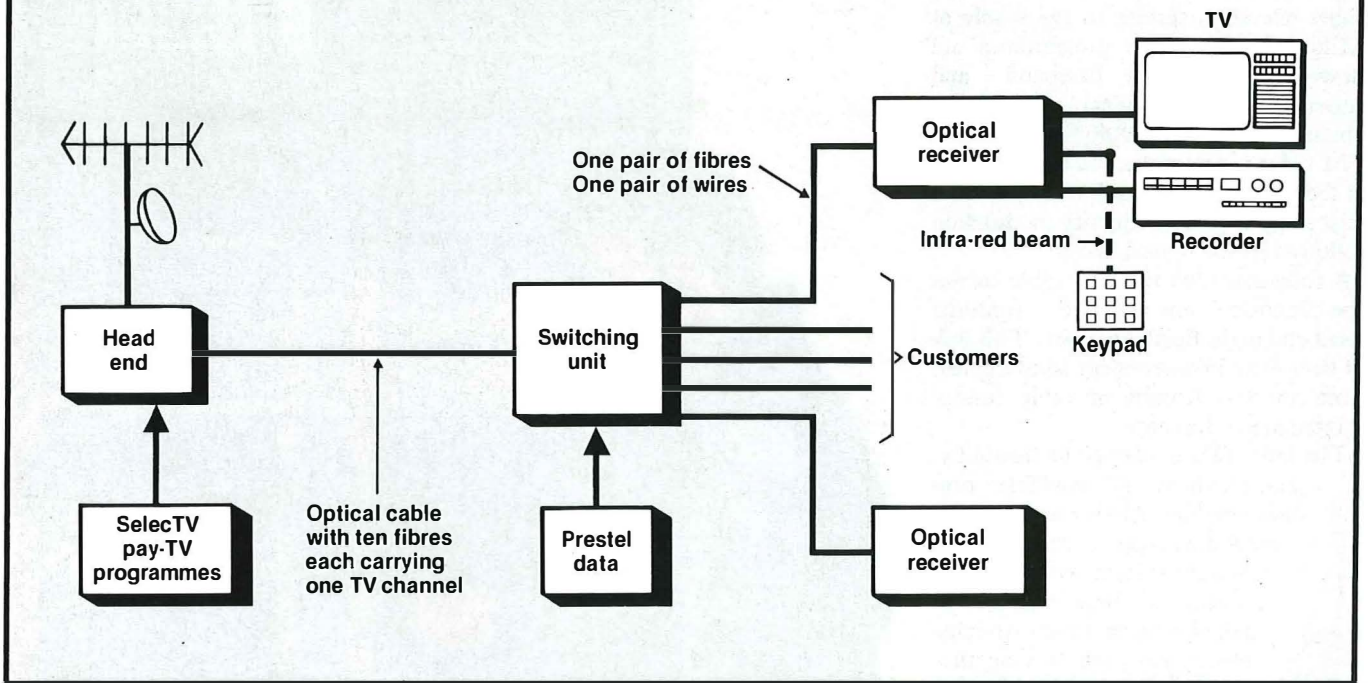 TV
Optical
receiver
One pair of fibres
One pair of wires
Infra-red beam
Recorder
Head
end
Switching
unit
Customers
Keypad
SelecTV
pay-TV
programmes
Optical cable
with ten fibres
each carrying
one TV channel
Prestel
data
Optical
receiver